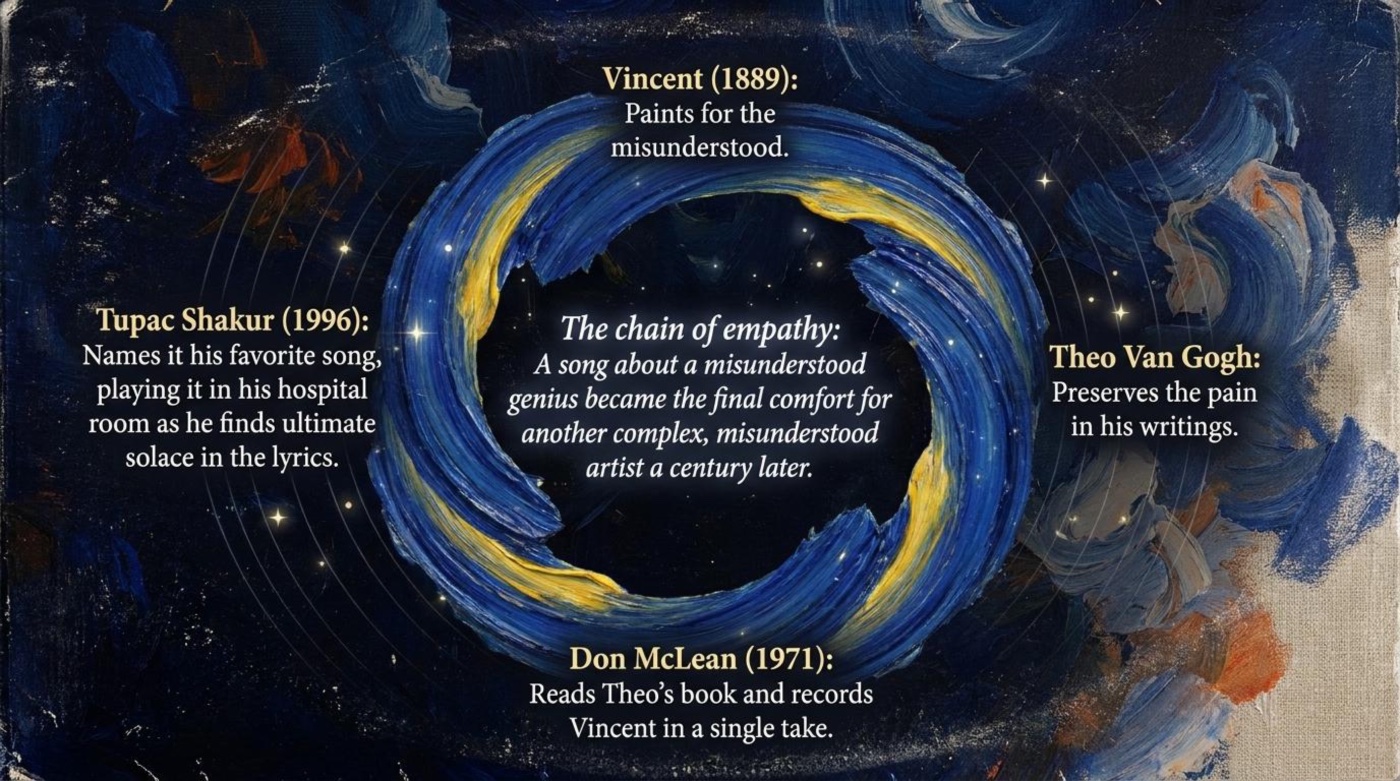 Vincent (1889):
Paints for the
misunderstood.
Tupac Shakur (1996):
Names it his favorite song,
playing it in his hospital
room as he finds ultimate
solace in the lyrics.
The chain of empathy:
A song about a misunderstood
genius became the final comfort for
another complex, misunderstood
artist a century later.
Theo Van Gogh:
Preserves the pain
in his writings.
Don McLean (1971):
Reads Theo’s book and records
Vincent in a single take.